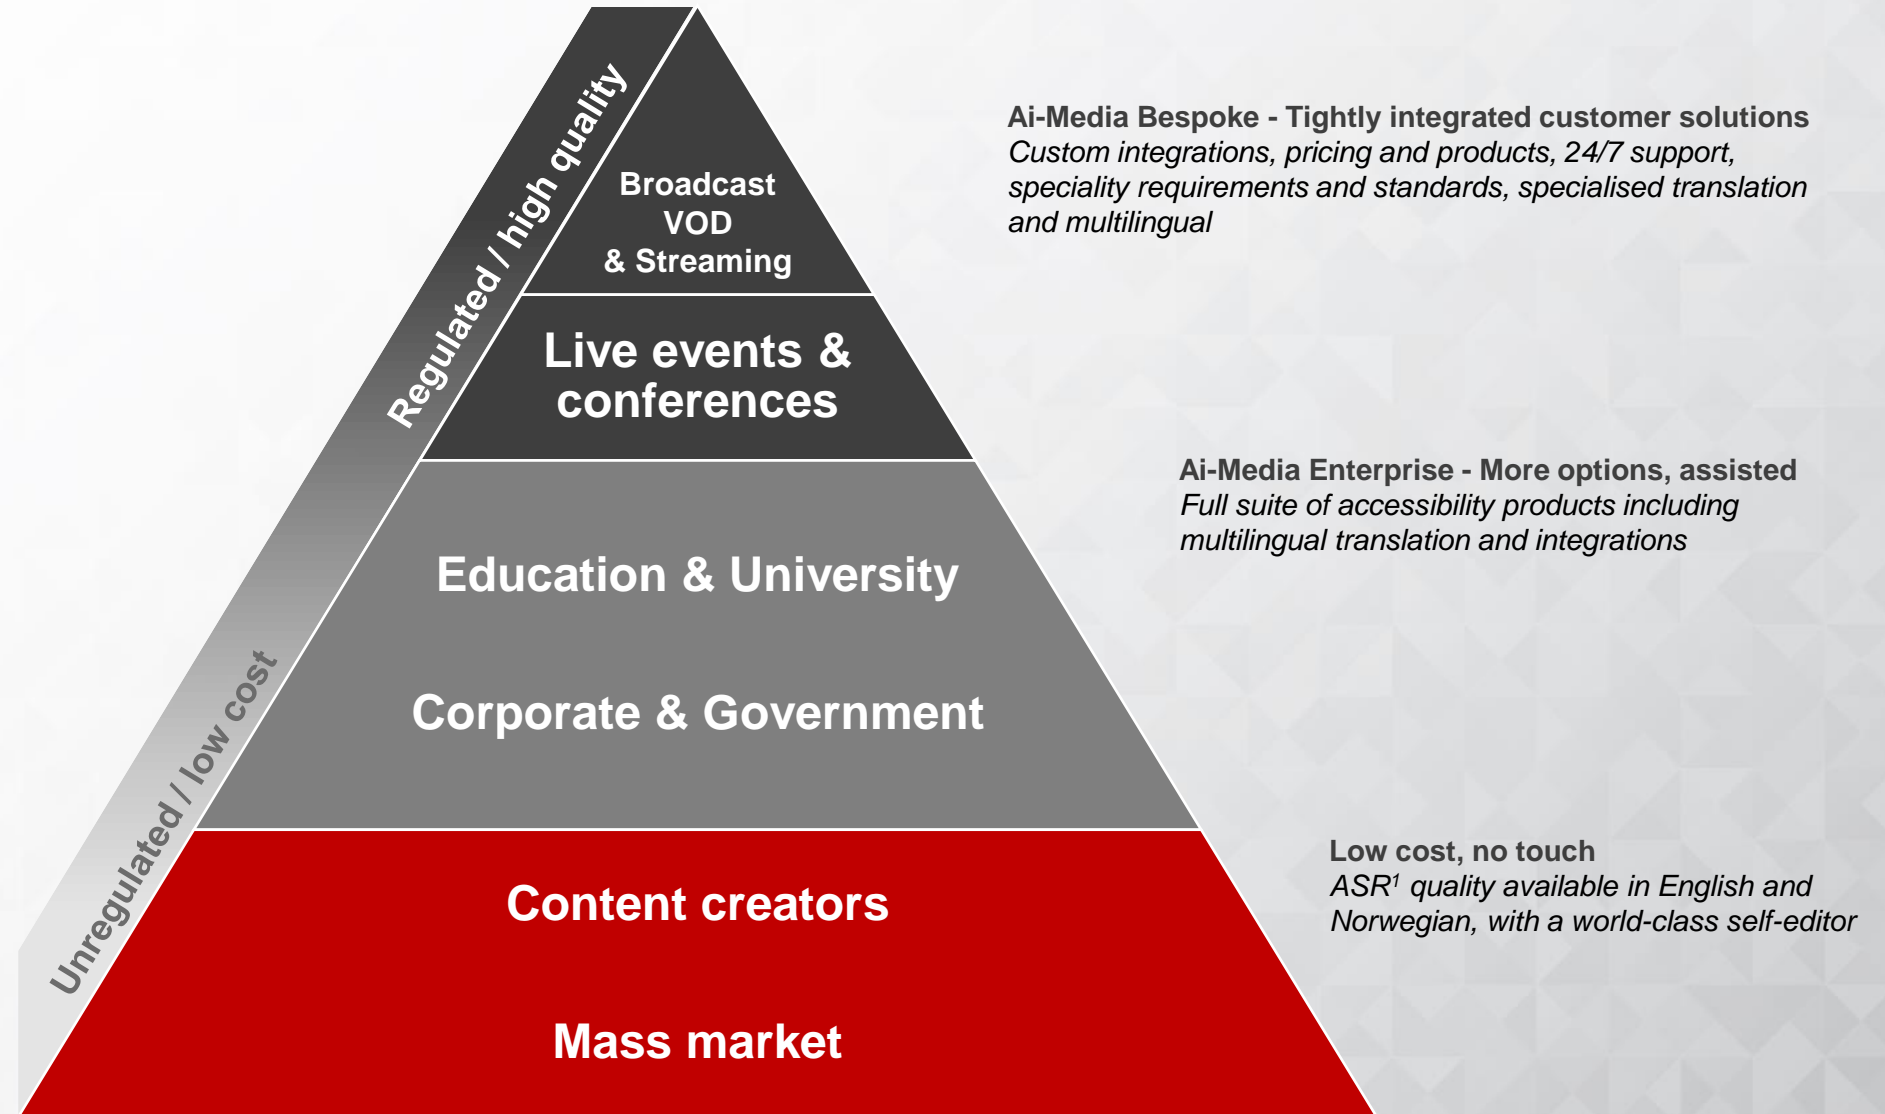 Regulated / high quality
Unregulated / low cost
Broadcast
VOD
& Streaming
Live events &
conferences
Education & University
Corporate & Government
Content creators
Mass market
Ai-Media Bespoke - Tightly integrated customer solutions
Custom integrations, pricing and products, 24/7 support,
speciality requirements and standards, specialised translation
and multilingual
Ai-Media Enterprise - More options, assisted
Full suite of accessibility products including
multilingual translation and integrations
Low cost, no touch
ASR¹ quality available in English and
Norwegian, with a world-class self-editor